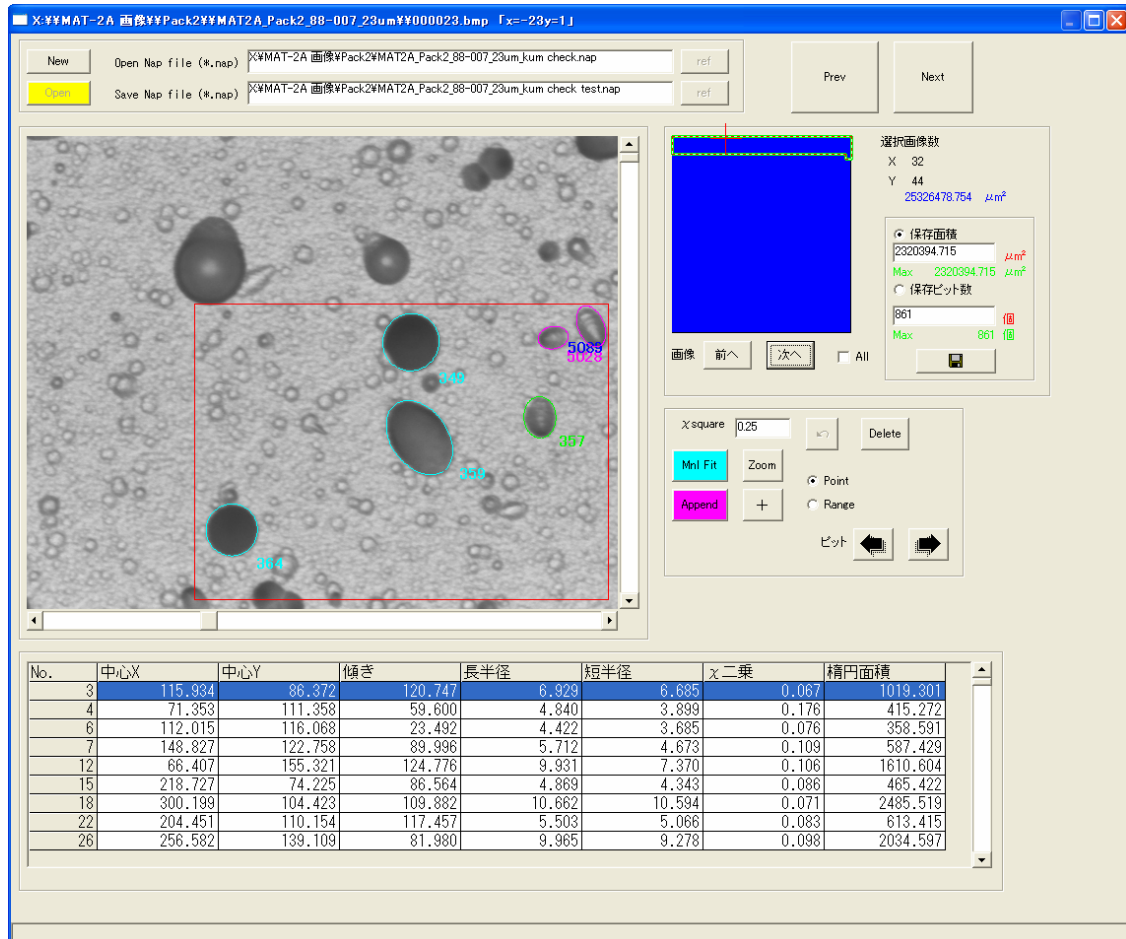 X:¥¥MAT-2A 画像¥¥Pack2¥¥MAT2A_Pack2_88-007_23um¥¥000023.bmp 「x=-23y=1」
New Open Nap file (*.nap) X¥MAT-2A 画像¥Pack2¥MAT2A_Pack2_88-007_23um_kum check.nap ref
Open Save Nap file (*.nap) X¥MAT-2A 画像¥Pack2¥MAT2A_Pack2_88-007_23um_kum check test.nap ref
Prev Next
349
5089
5028
357
359
364
選択画像数
X 32
Y 44
25326478.754 μm²
保存面積
2320394.715 μm²
Max 2320394.715 μm²
保存ピット数
861 個
Max 861 個
画像 前へ 次へ All
χsquare 0.25 Delete
Mnl Fit Zoom Point
Append + Range
ピット
No. 中心X 中心Y 傾き 長半径 短半径 χ二乗 楕円面積
3 115.934 86.372 120.747 6.929 6.685 0.067 1019.301
4 71.353 111.358 59.600 4.840 3.899 0.176 415.272
6 112.015 116.068 23.492 4.422 3.685 0.076 358.591
7 148.827 122.758 89.996 5.712 4.673 0.109 587.429
12 66.407 155.321 124.776 9.931 7.370 0.106 1610.604
15 218.727 74.225 86.564 4.869 4.343 0.086 465.422
18 300.199 104.423 109.882 10.662 10.594 0.071 2485.519
22 204.451 110.154 117.457 5.503 5.066 0.083 613.415
26 256.582 139.109 81.980 9.965 9.278 0.098 2034.597